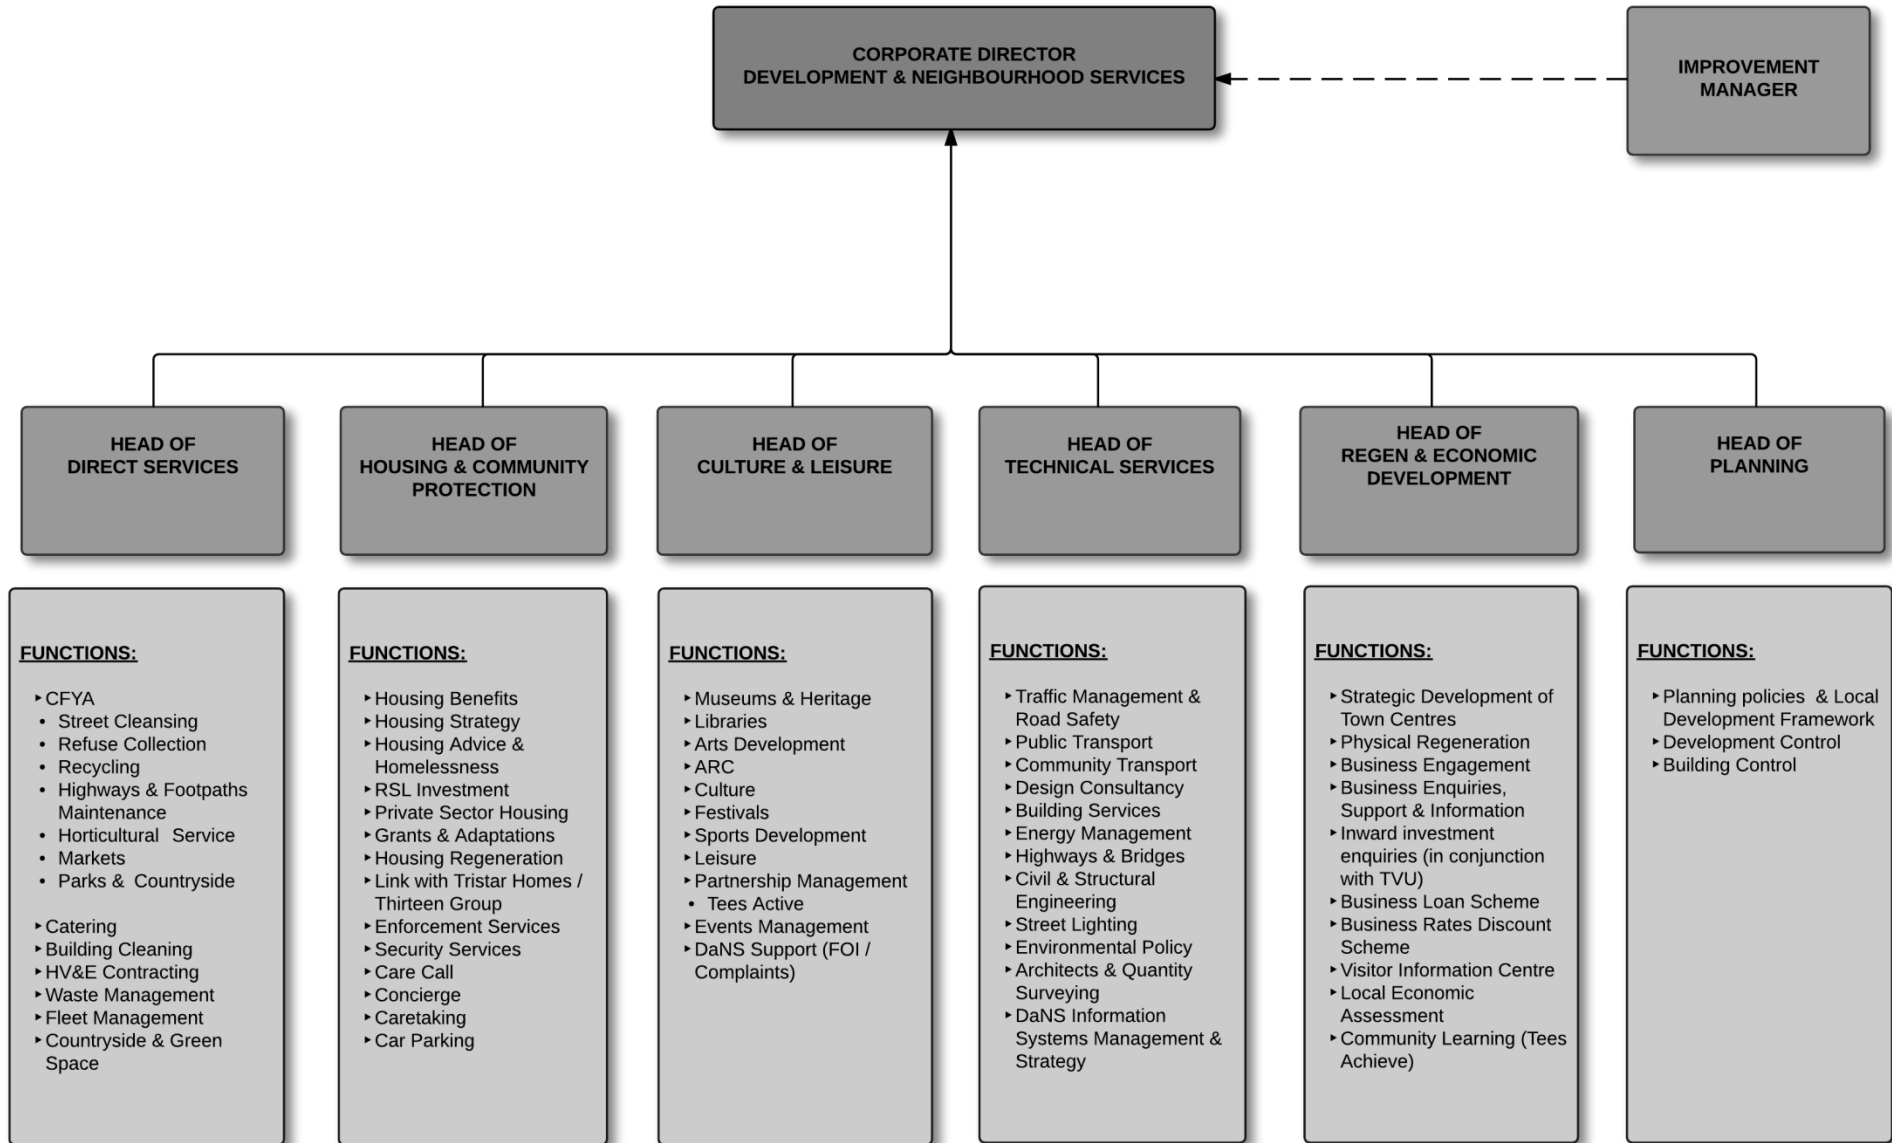 CORPORATE DIRECTOR
DEVELOPMENT & NEIGHBOURHOOD SERVICES
IMPROVEMENT
MANAGER
HEAD OF
DIRECT SERVICES
HEAD OF
HOUSING & COMMUNITY
PROTECTION
HEAD OF
CULTURE & LEISURE
HEAD OF
TECHNICAL SERVICES
HEAD OF
REGEN & ECONOMIC
DEVELOPMENT
HEAD OF
PLANNING
FUNCTIONS:
‣ CFYA
• Street Cleansing
• Refuse Collection
• Recycling
• Highways & Footpaths
Maintenance
• Horticultural Service
• Markets
• Parks & Countryside
‣ Catering
‣ Building Cleaning
‣ HV&E Contracting
‣ Waste Management
‣ Fleet Management
‣ Countryside & Green
Space
FUNCTIONS:
‣ Housing Benefits
‣ Housing Strategy
‣ Housing Advice &
Homelessness
‣ RSL Investment
‣ Private Sector Housing
‣ Grants & Adaptations
‣ Housing Regeneration
‣ Link with Tristar Homes /
Thirteen Group
‣ Enforcement Services
‣ Security Services
‣ Care Call
‣ Concierge
‣ Caretaking
‣ Car Parking
FUNCTIONS:
‣ Museums & Heritage
‣ Libraries
‣ Arts Development
‣ ARC
‣ Culture
‣ Festivals
‣ Sports Development
‣ Leisure
‣ Partnership Management
• Tees Active
‣ Events Management
‣ DaNS Support (FOI /
Complaints)
FUNCTIONS:
‣ Traffic Management &
Road Safety
‣ Public Transport
‣ Community Transport
‣ Design Consultancy
‣ Building Services
‣ Energy Management
‣ Highways & Bridges
‣ Civil & Structural
Engineering
‣ Street Lighting
‣ Environmental Policy
‣ Architects & Quantity
Surveying
‣ DaNS Information
Systems Management &
Strategy
FUNCTIONS:
‣ Strategic Development of
Town Centres
‣ Physical Regeneration
‣ Business Engagement
‣ Business Enquiries,
Support & Information
‣ Inward investment
enquiries (in conjunction
with TVU)
‣ Business Loan Scheme
‣ Business Rates Discount
Scheme
‣ Visitor Information Centre
‣ Local Economic
Assessment
‣ Community Learning (Tees
Achieve)
FUNCTIONS:
‣ Planning policies & Local
Development Framework
‣ Development Control
‣ Building Control